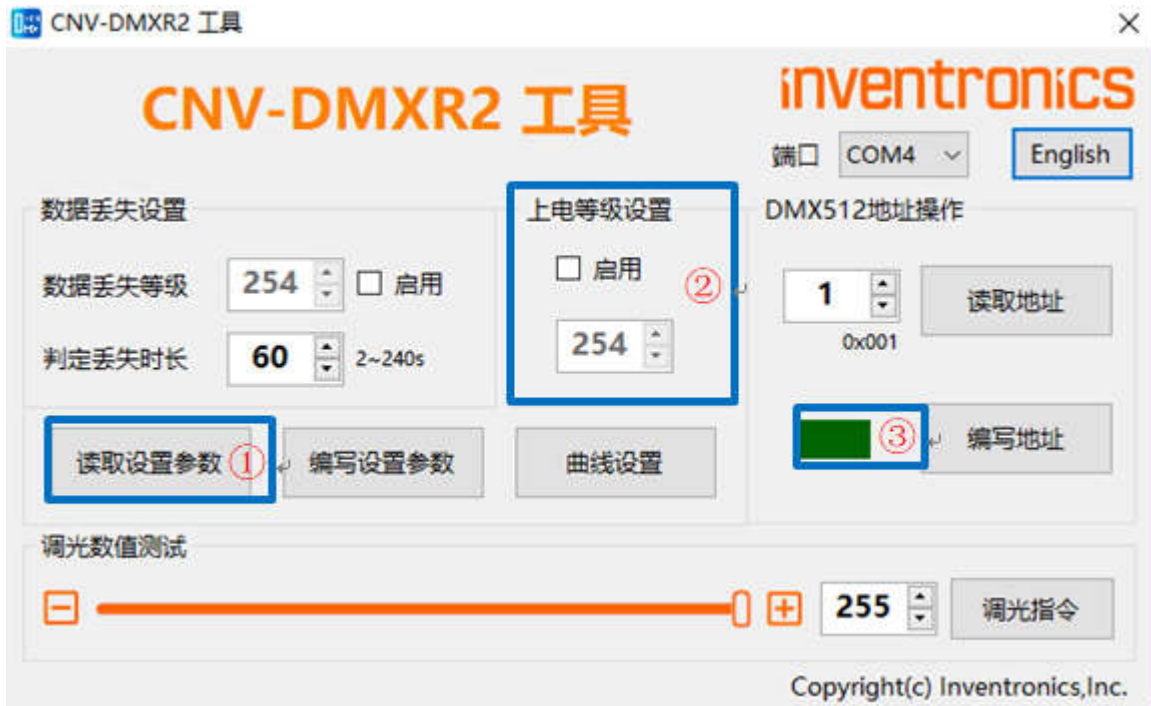 CNV-DMXR2 工具
CNV-DMXR2 工具
inventronics
端口 COM4 English
数据丢失设置
数据丢失等级 254 启用
判定丢失时长 60 2~240s
上电等级设置
启用 ②
254
DMX512地址操作
1 读取地址
0x001
③ 编写地址
读取设置参数 ① 编写设置参数 曲线设置
调光数值测试
255 调光指令
Copyright(c) Inventronics,Inc.